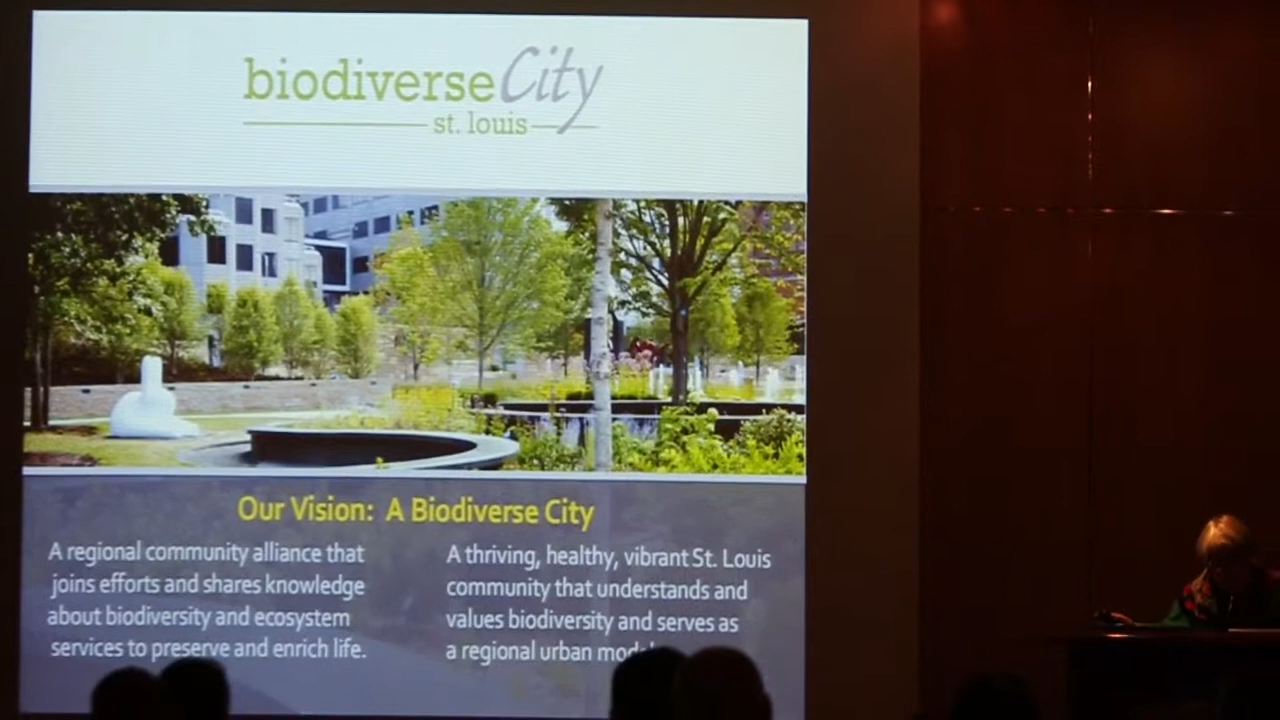 biodiverseCity
st. louis
Our Vision: A Biodiverse City
A regional community alliance that
joins efforts and shares knowledge
about biodiversity and ecosystem
services to preserve and enrich life.
A thriving, healthy, vibrant St. Louis
community that understands and
values biodiversity and serves as
a regional urban